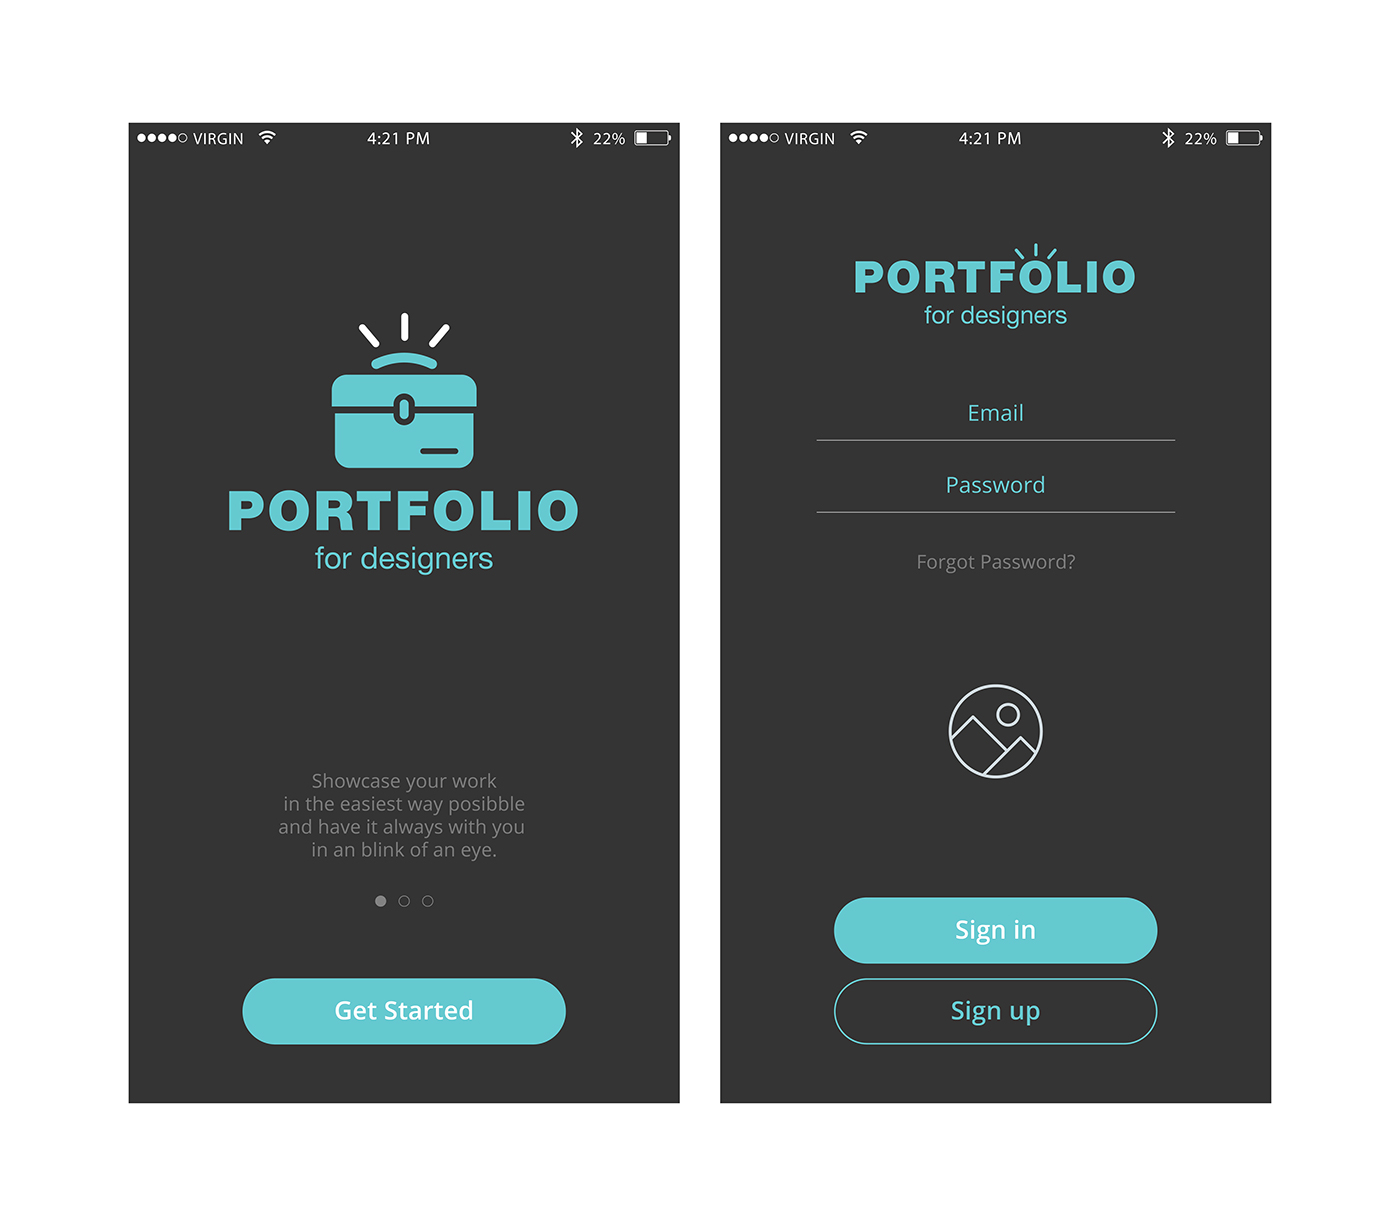 VIRGIN 4:21 PM 22%
PORTFOLIO
for designers
Showcase your work
in the easiest way posibble
and have it always with you
in an blink of an eye.
Get Started
VIRGIN 4:21 PM 22%
PORTFOLIO
for designers
Email
Password
Forgot Password?
Sign in
Sign up